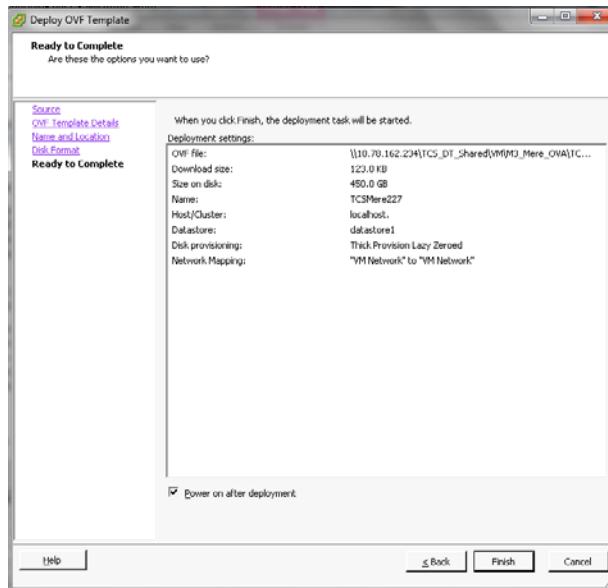 Deploy OVF Template
Ready to Complete
Are these the options you want to use?
Source
OVF Template Details
Name and Location
Disk Format
Ready to Complete
When you click Finish, the deployment task will be started.
Deployment settings:
OVF file: \\10.78.162.234\TCS_DT_Shared\VM\M3_Mere_OVA\TC...
Download size: 123.0 KB
Size on disk: 450.0 GB
Name: TCSMere227
Host/Cluster: localhost.
Datastore: datastore1
Disk provisioning: Thick Provision Lazy Zeroed
Network Mapping: "VM Network" to "VM Network"
Power on after deployment
Help
< Back
Finish
Cancel